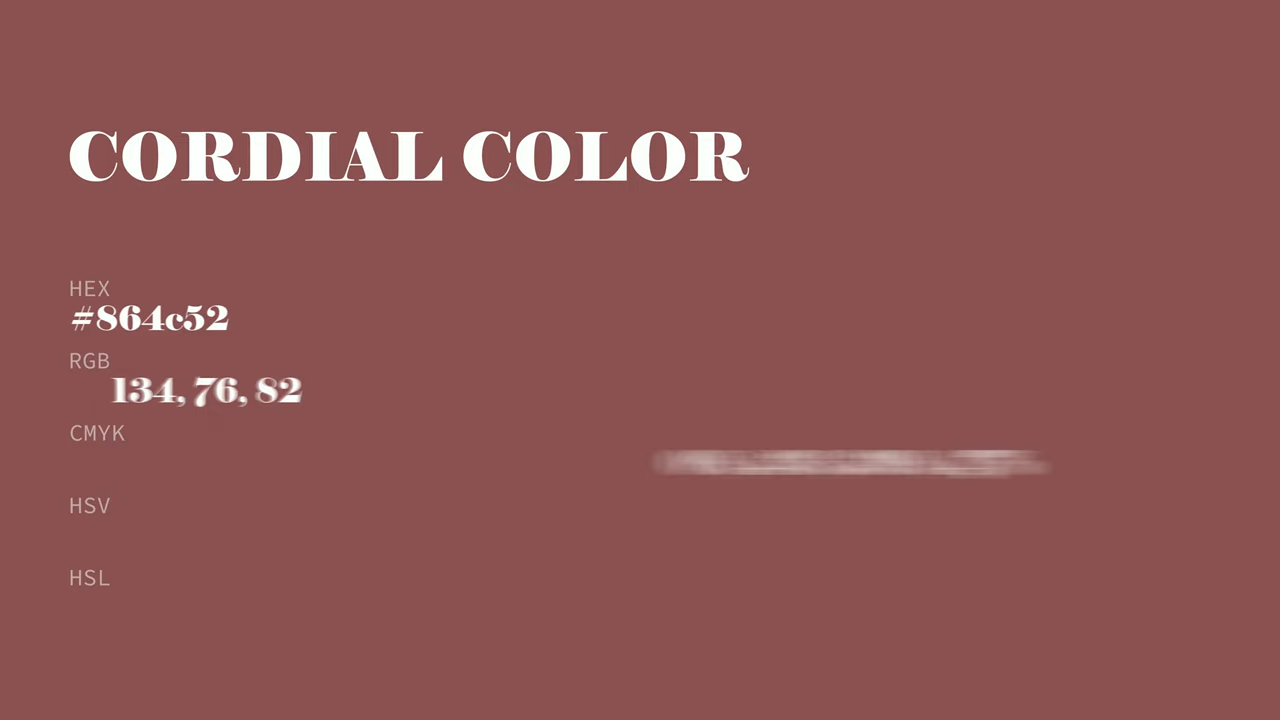 CORDIAL COLOR
HEX
#864c52
RGB
134, 76, 82
CMYK
HSV
HSL